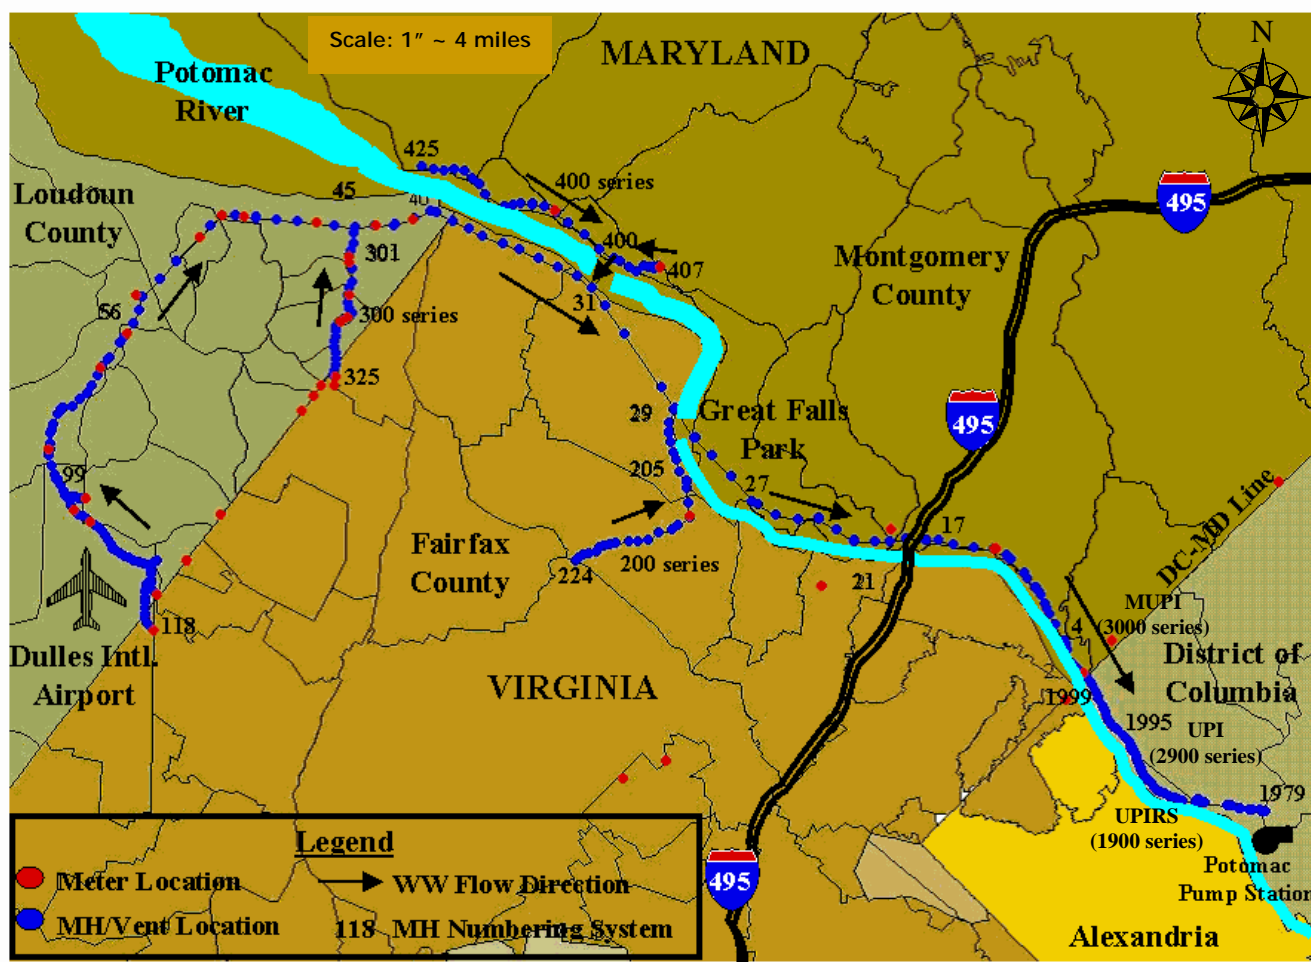 Scale: 1" ~ 4 miles
MARYLAND
N
Potomac
River
425
400 series
495
Loudoun
County
45
40
301
400
407
Montgomery
County
56
31
300 series
325
29
Great Falls
Park
495
205
27
99
17
DC-MD Line
Fairfax
County
200 series
224
21
118
4
MUPI
(3000 series)
Dulles Intl.
Airport
VIRGINIA
District of
Columbia
1999
1995
UPI
(2900 series)
1979
UPIRS
(1900 series)
Potomac
Pump Station
495
Alexandria
Legend
Meter Location
WW Flow Direction
MH/Vent Location
118 MH Numbering System